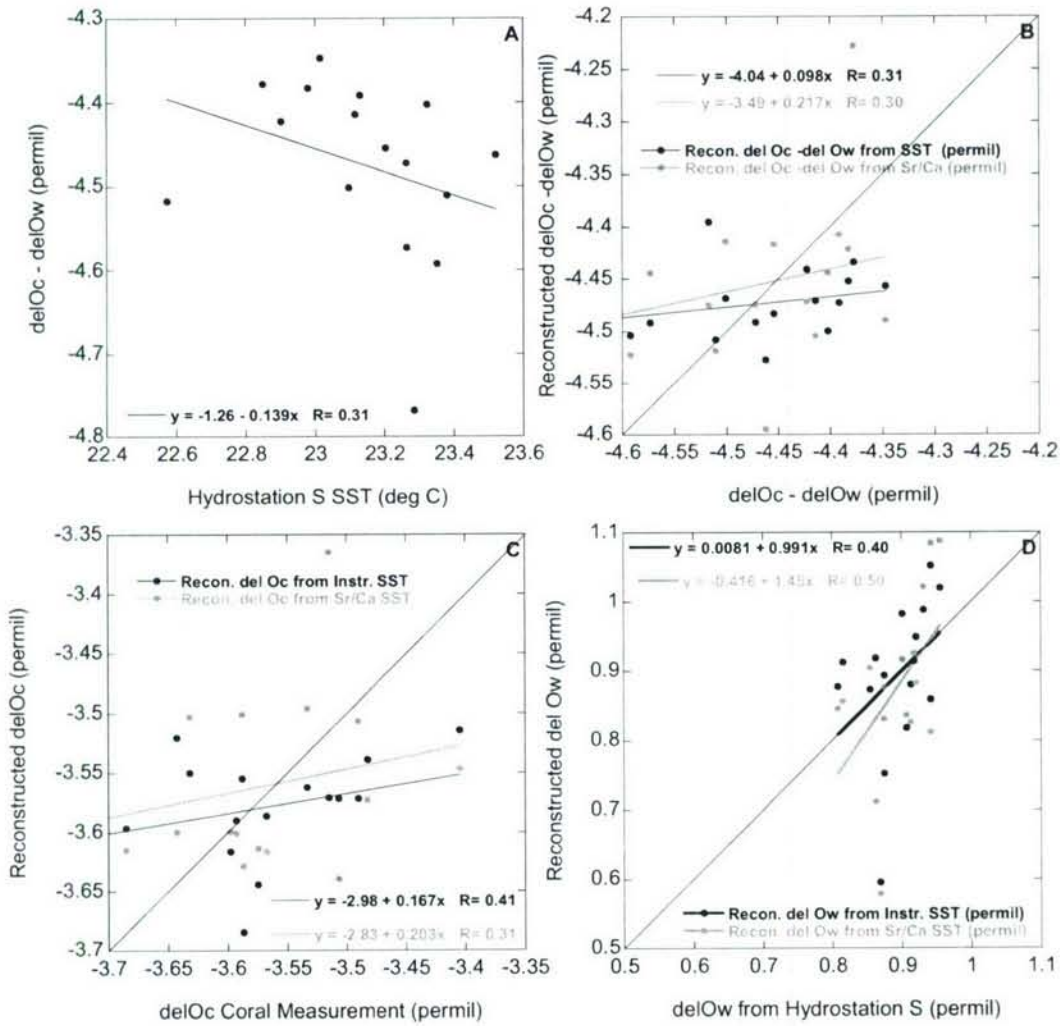 A
-4.3
-4.4
-4.5
-4.6
-4.7
-4.8
delOc - delOw (permil)
y = -1.26 - 0.139x R= 0.31
22.4 22.6 22.8 23 23.2 23.4 23.6
Hydrostation S SST (deg C)
B
-4.2
-4.25
-4.3
-4.35
-4.4
-4.45
-4.5
-4.55
-4.6
Reconstructed delOc -delOw (permil)
y = -4.04 + 0.098x R= 0.31
y = -3.49 + 0.217x R= 0.30
Recon. del Oc -del Ow from SST (permil)
Recon. del Oc -del Ow from Sr/Ca (permil)
-4.6 -4.55 -4.5 -4.45 -4.4 -4.35 -4.3 -4.25 -4.2
delOc - delOw (permil)
C
-3.35
-3.4
-3.45
-3.5
-3.55
-3.6
-3.65
-3.7
Reconstructed delOc (permil)
Recon. del Oc from Instr. SST
Recon. del Oc from Sr/Ca SST
y = -2.98 + 0.167x R= 0.41
y = -2.83 + 0.203x R= 0.31
-3.7 -3.65 -3.6 -3.55 -3.5 -3.45 -3.4 -3.35
delOc Coral Measurement (permil)
D
1.1
1
0.9
0.8
0.7
0.6
0.5
Reconstructed del Ow (permil)
y = 0.0081 + 0.991x R= 0.40
y = -0.416 + 1.45x R= 0.50
Recon. del Ow from Instr. SST (permil)
Recon. del Ow from Sr/Ca SST (permil)
0.5 0.6 0.7 0.8 0.9 1 1.1
delOw from Hydrostation S (permil)